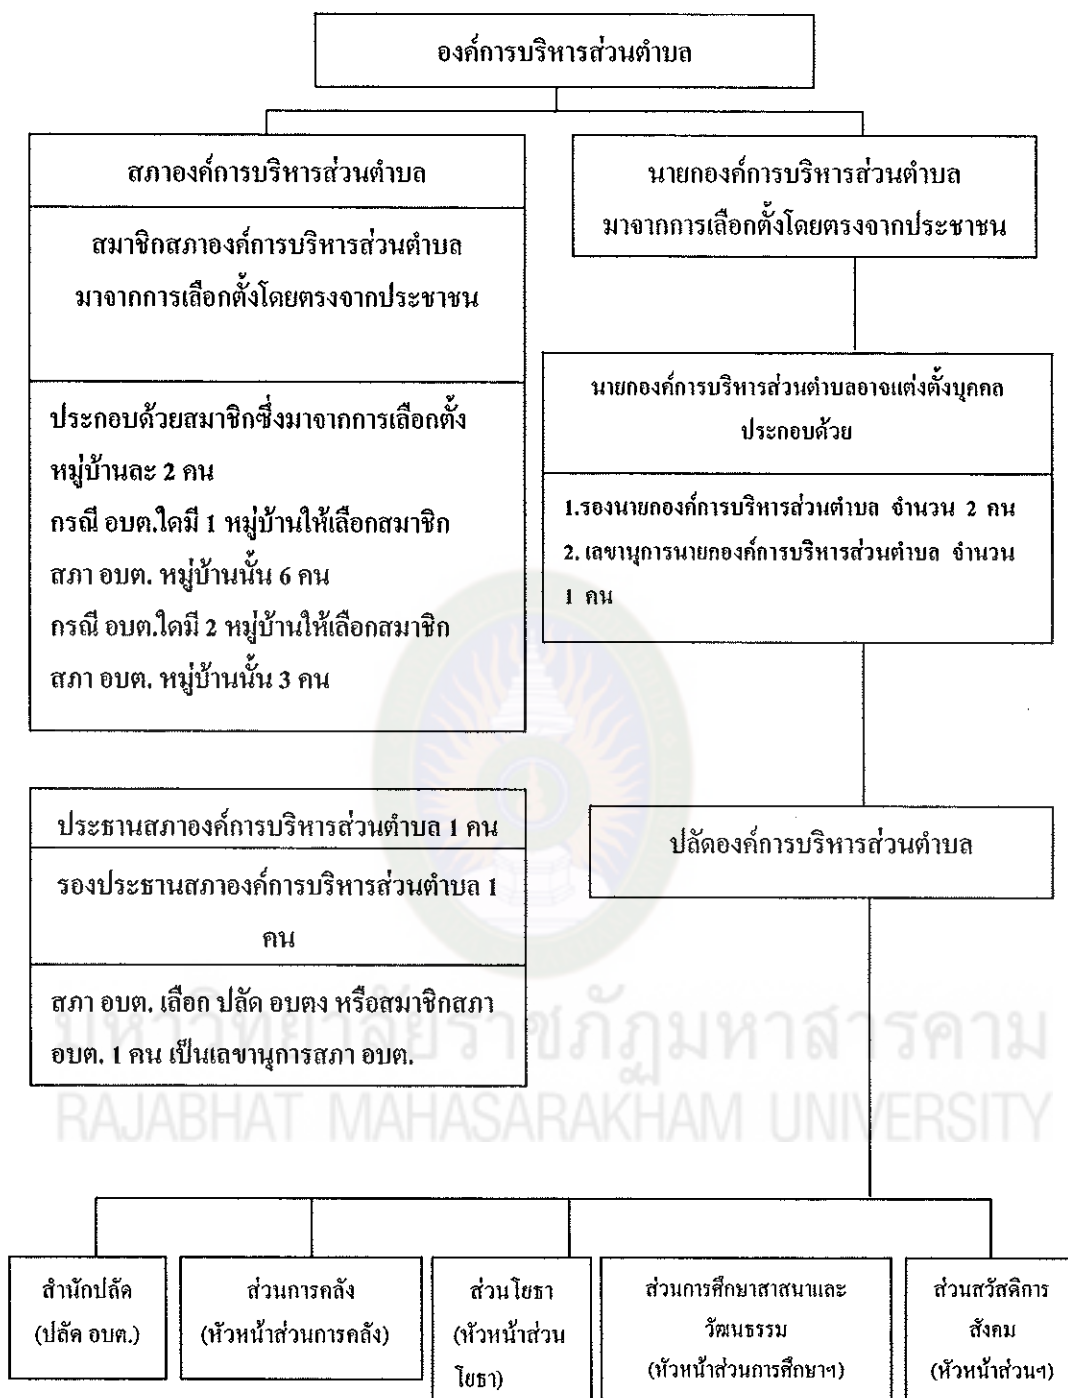 องค์การบริหารส่วนตำบล
สภาองค์การบริหารส่วนตำบล
สมาชิกสภาองค์การบริหารส่วนตำบล
มาจากการเลือกตั้งโดยตรงจากประชาชน
ประกอบด้วยสมาชิกซึ่งมาจากการเลือกตั้ง
หมู่บ้านละ 2 คน
กรณี อบต.ใดมี 1 หมู่บ้านให้เลือกสมาชิก
สภา อบต. หมู่บ้านนั้น 6 คน
กรณี อบต.ใดมี 2 หมู่บ้านให้เลือกสมาชิก
สภา อบต. หมู่บ้านนั้น 3 คน
ประธานสภาองค์การบริหารส่วนตำบล 1 คน
รองประธานสภาองค์การบริหารส่วนตำบล 1
คน
สภา อบต. เลือก ปลัด อบตง หรือสมาชิกสภา
อบต. 1 คน เป็นเลขานุการสภา อบต.
นายกองค์การบริหารส่วนตำบล
มาจากการเลือกตั้งโดยตรงจากประชาชน
นายกองค์การบริหารส่วนตำบลอาจแต่งตั้งบุคคล
ประกอบด้วย
1.รองนายกองค์การบริหารส่วนตำบล จำนวน 2 คน
2. เลขานุการนายกองค์การบริหารส่วนตำบล จำนวน
1 คน
ปลัดองค์การบริหารส่วนตำบล
มหาวิทยาลัยราชภัฏมหาสารคาม
RAJABHAT MAHASARAKHAM UNIVERSITY
สำนักปลัด
(ปลัด อบต.)
ส่วนการคลัง
(หัวหน้าส่วนการคลัง)
ส่วนโยธา
(หัวหน้าส่วน
โยธา)
ส่วนการศึกษาสาสนาและ
วัฒนธรรม
(หัวหน้าส่วนการศึกษาฯ)
ส่วนสวัสดิการ
สังคม
(หัวหน้าส่วนฯ)